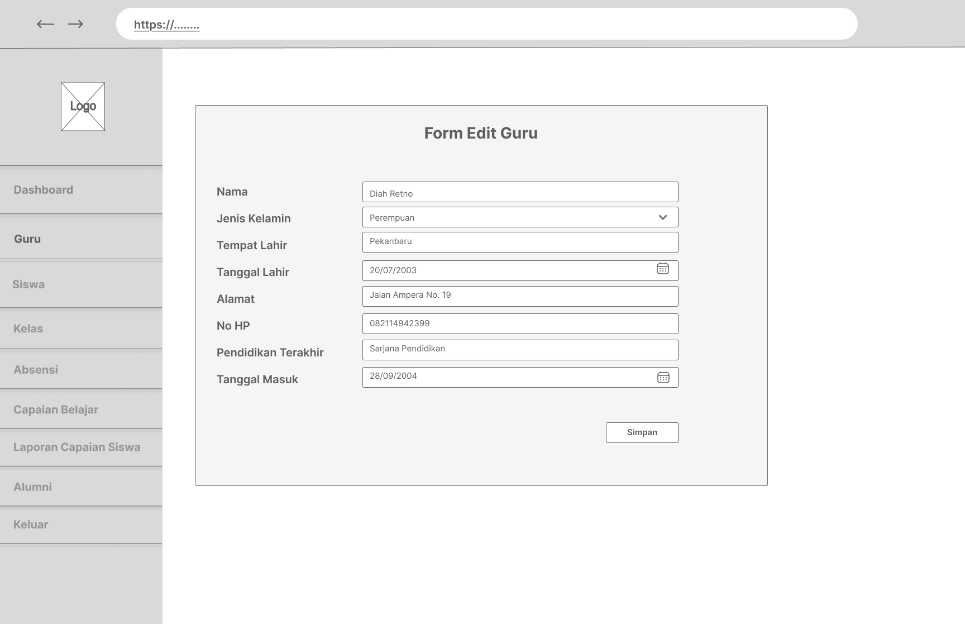 https://........
Logo
Dashboard
Guru
Siswa
Kelas
Absensi
Capaian Belajar
Laporan Capaian Siswa
Alumni
Keluar
Form Edit Guru
Nama
Diah Retno
Jenis Kelamin
Perempuan
Tempat Lahir
Pekanbaru
Tanggal Lahir
20/07/2003
Alamat
Jalan Ampera No. 19
No HP
082114942399
Pendidikan Terakhir
Sarjana Pendidikan
Tanggal Masuk
28/09/2004
Simpan